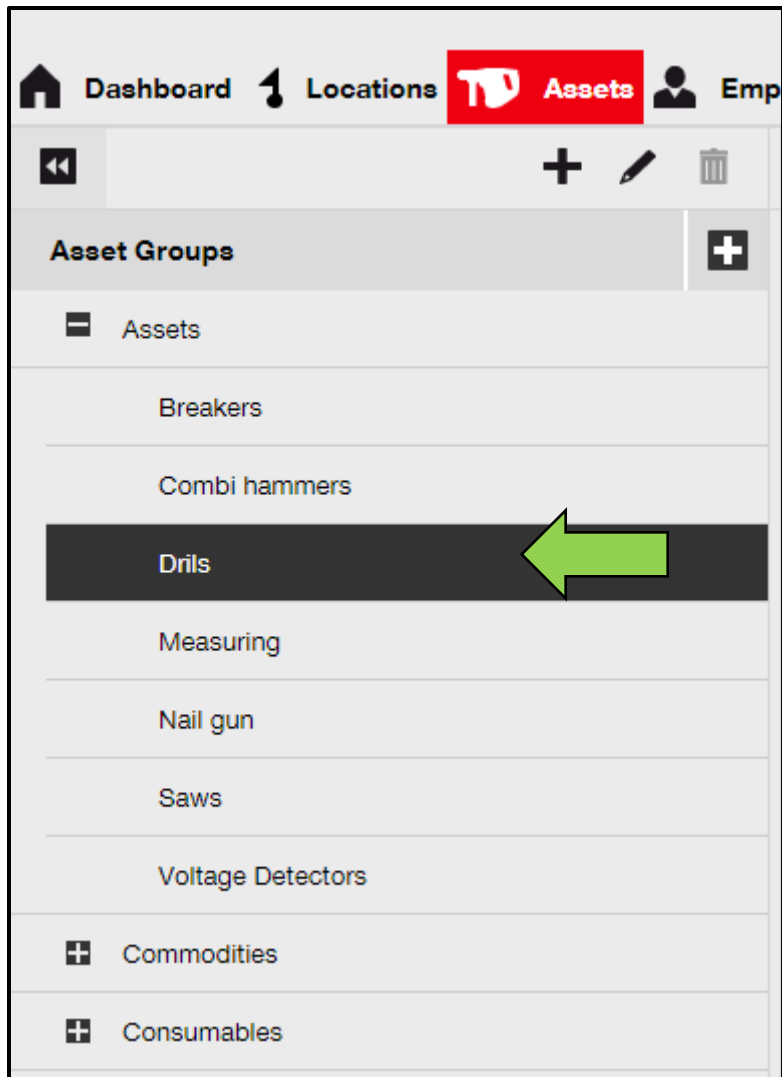 Dashboard Locations Assets Emp
Asset Groups
Assets
Breakers
Combi hammers
Drils
Measuring
Nail gun
Saws
Voltage Detectors
Commodities
Consumables